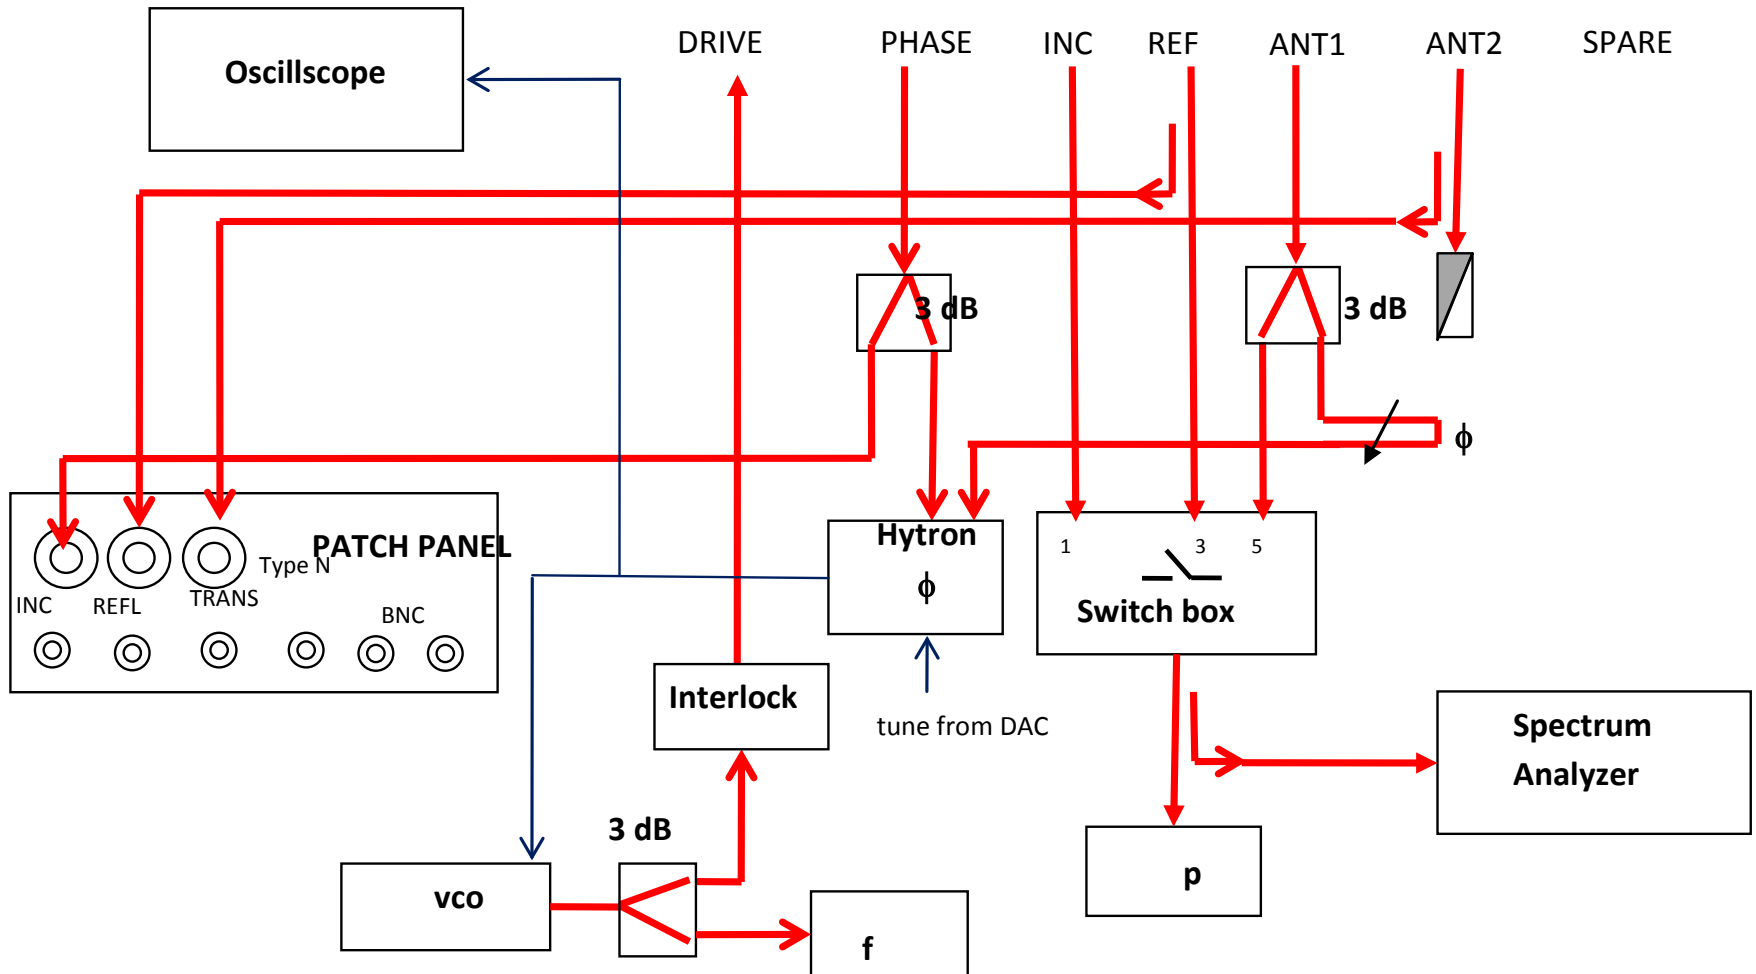 DRIVE
PHASE
INC
REF
ANT1
ANT2
SPARE
Oscillscope
3 dB
3 dB
ϕ
PATCH PANEL
Type N
INC
REFL
TRANS
BNC
Hytron
ϕ
1
3
5
Switch box
Interlock
tune from DAC
Spectrum
Analyzer
3 dB
vco
p
f